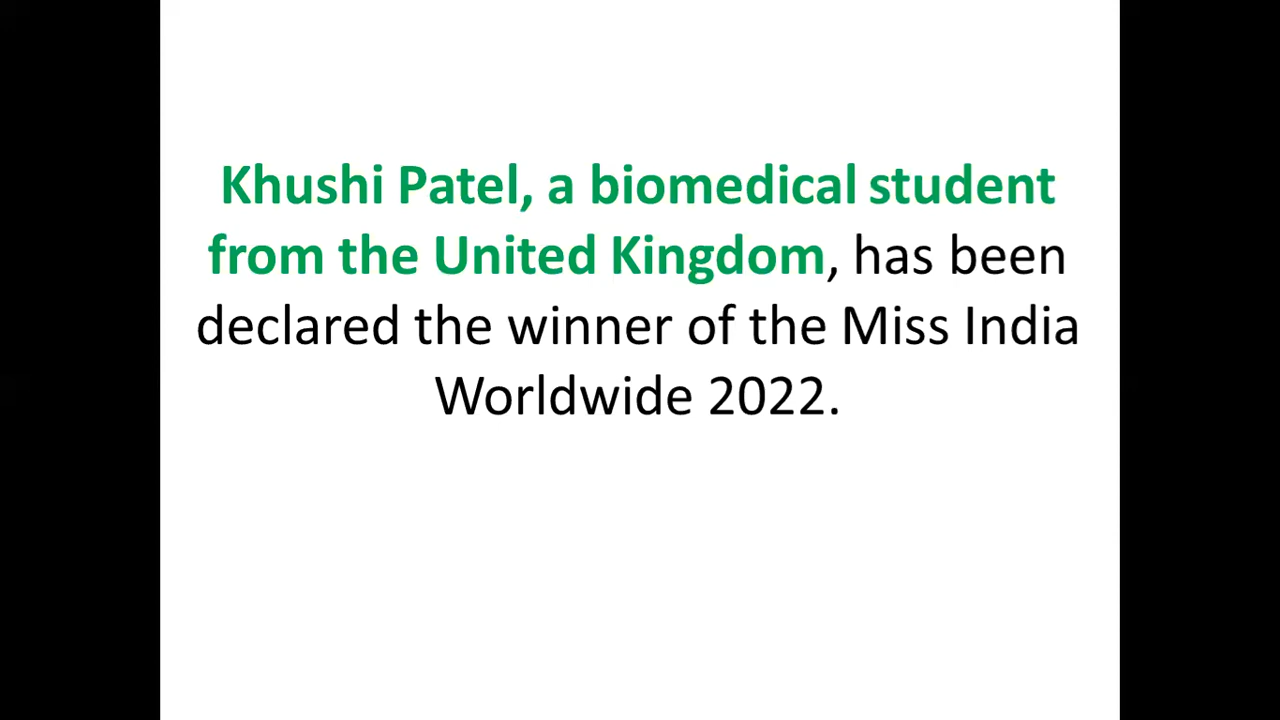 Khushi Patel, a biomedical student
from the United Kingdom, has been
declared the winner of the Miss India
Worldwide 2022.